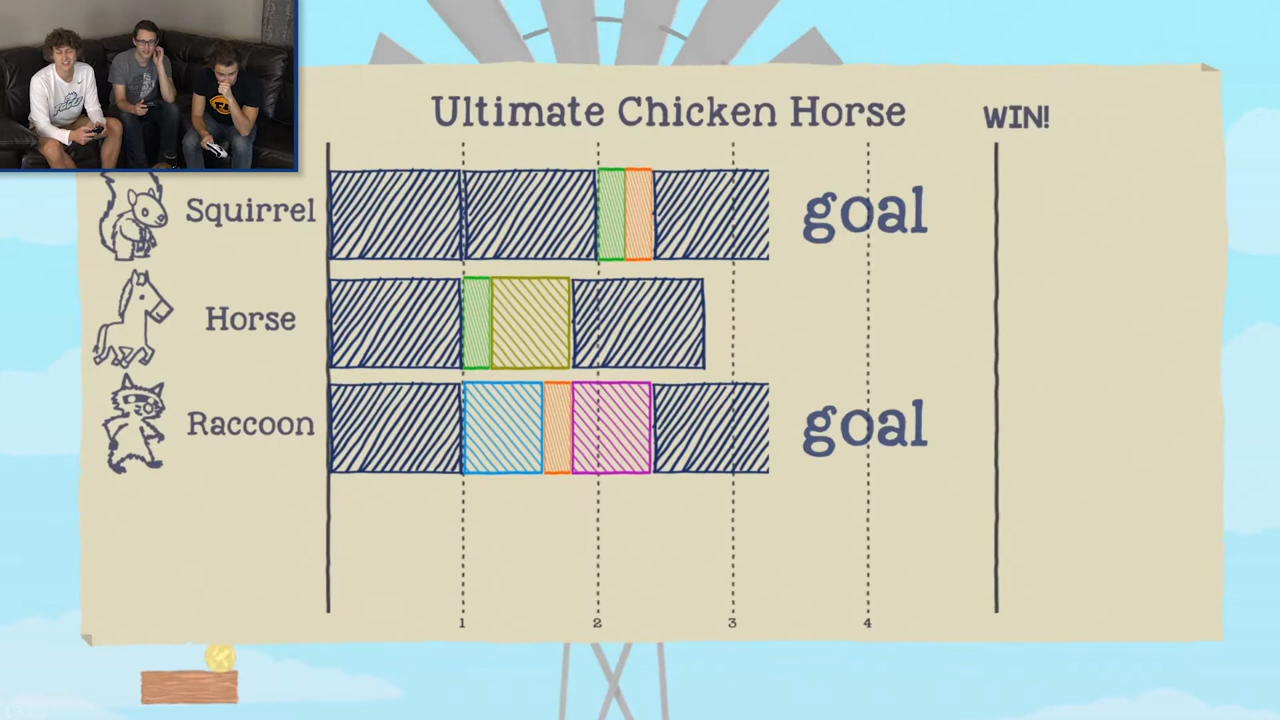 Ultimate Chicken Horse
WIN!
Squirrel
goal
Horse
Raccoon
goal
1 2 3 4